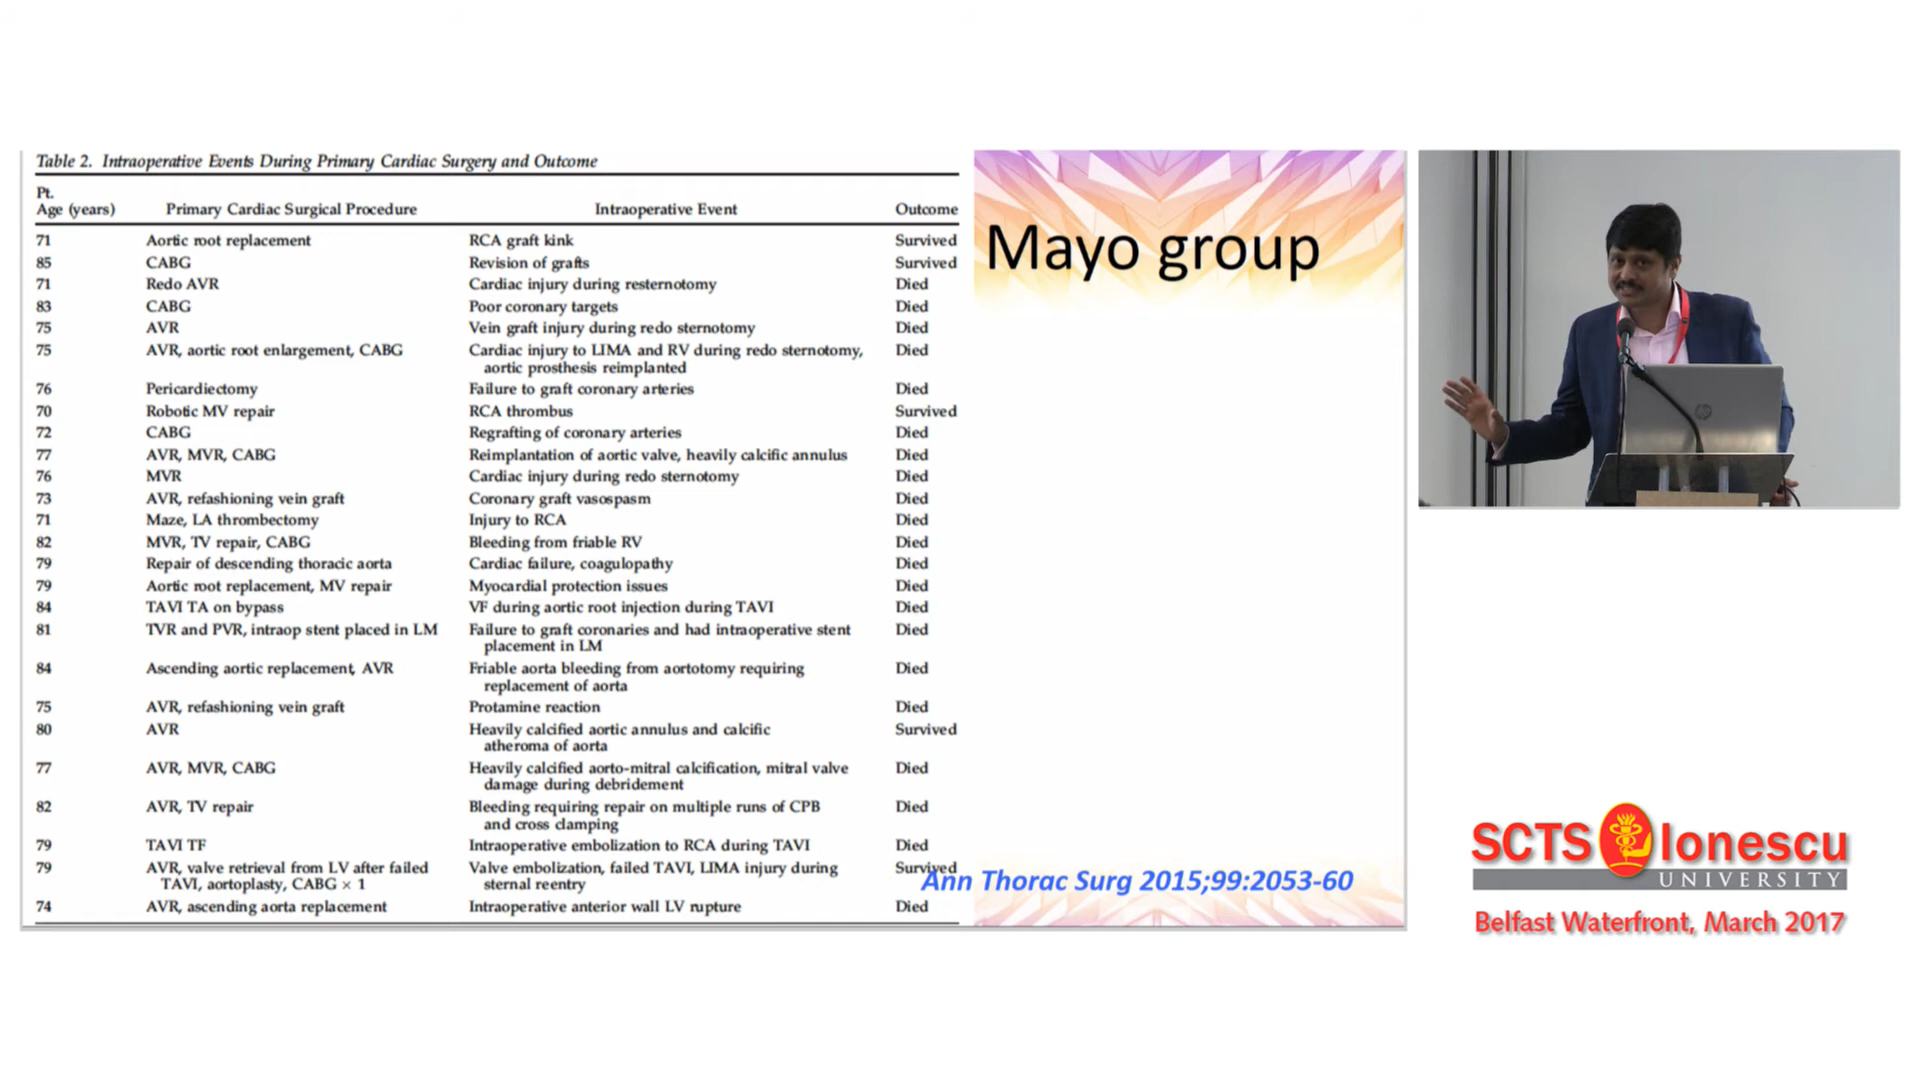 Table 2. Intraoperative Events During Primary Cardiac Surgery and Outcome
Pt.
Age (years) Primary Cardiac Surgical Procedure Intraoperative Event Outcome
71 Aortic root replacement RCA graft kink Survived
85 CABG Revision of grafts Survived
71 Redo AVR Cardiac injury during resternotomy Died
83 CABG Poor coronary targets Died
75 AVR Vein graft injury during redo sternotomy Died
75 AVR, aortic root enlargement, CABG Cardiac injury to LIMA and RV during redo sternotomy, Died
aortic prosthesis reimplanted
76 Pericardiectomy Failure to graft coronary arteries Died
70 Robotic MV repair RCA thrombus Survived
72 CABG Regrafting of coronary arteries Died
77 AVR, MVR, CABG Reimplantation of aortic valve, heavily calcific annulus Died
76 MVR Cardiac injury during redo sternotomy Died
73 AVR, refashioning vein graft Coronary graft vasospasm Died
71 Maze, LA thrombectomy Injury to RCA Died
82 MVR, TV repair, CABG Bleeding from friable RV Died
79 Repair of descending thoracic aorta Cardiac failure, coagulopathy Died
79 Aortic root replacement, MV repair Myocardial protection issues Died
84 TAVI TA on bypass VF during aortic root injection during TAVI Died
81 TVR and PVR, intraop stent placed in LM Failure to graft coronaries and had intraoperative stent Died
placement in LM
84 Ascending aortic replacement, AVR Friable aorta bleeding from aortotomy requiring Died
replacement of aorta
75 AVR, refashioning vein graft Protamine reaction Died
80 AVR Heavily calcified aortic annulus and calcific Survived
atheroma of aorta
77 AVR, MVR, CABG Heavily calcified aorto-mitral calcification, mitral valve Died
damage during debridement
82 AVR, TV repair Bleeding requiring repair on multiple runs of CPB Died
and cross clamping
79 TAVI TF Intraoperative embolization to RCA during TAVI Died
79 AVR, valve retrieval from LV after failed Valve embolization, failed TAVI, LIMA injury during Survived
TAVI, aortoplasty, CABG × 1 sternal reentry
74 AVR, ascending aorta replacement Intraoperative anterior wall LV rupture Died
Mayo group
Ann Thorac Surg 2015;99:2053-60
SCTS Ionescu
UNIVERSITY
Belfast Waterfront, March 2017